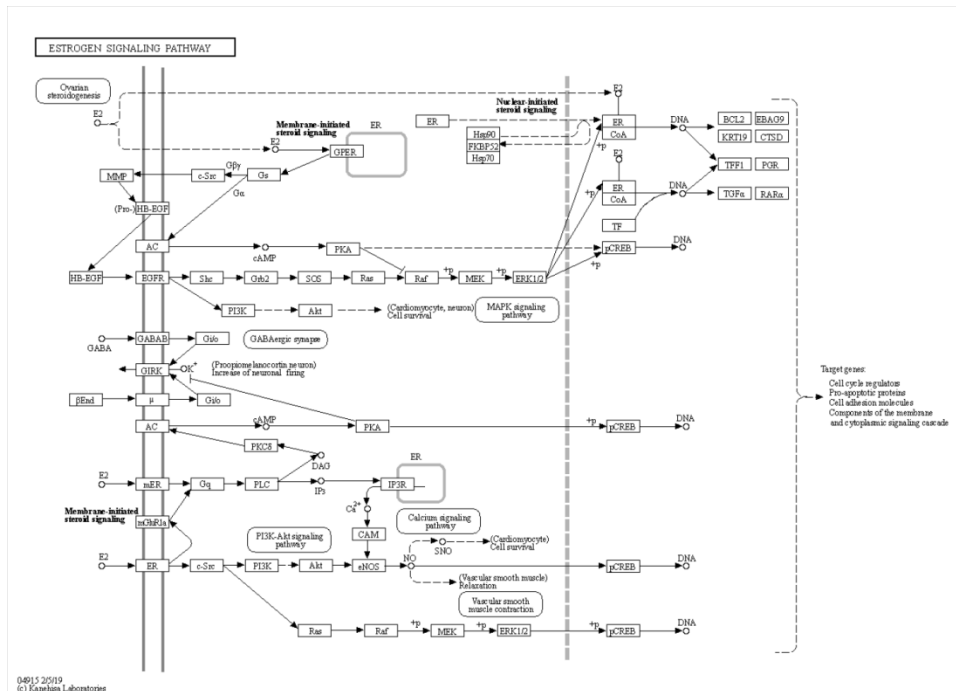 ESTROGEN SIGNALING PATHWAY
Ovarian
steroidogenesis
E2
Membrane-initiated
steroid signaling
E2
ER
GPER
Nuclear-initiated
steroid signaling
ER
Hsp90
FKBP52
Hsp70
E2
ER
CoA
DNA
BCL2
EBAG9
KRT19
CTSD
TFF1
PGR
TGFα
RARα
+p
E2
ER
CoA
+p
DNA
TF
MMP
c-Src
Gβγ
Gs
Gα
(Pro-)
HB-EGF
AC
cAMP
PKA
pCREB
DNA
+p
HB-EGF
EGFR
Shc
Grb2
SOS
Ras
Raf
+p
MEK
+p
ERK1/2
PI3K
Akt
(Cardiomyocyte, neuron)
Cell survival
MAPK signaling
pathway
GABA
GABAB
Gi/o
GABAergic synapse
GIRK
K+
(Propiomelanocortin neuron)
Increase of neuronal firing
βEnd
μ
Gi/o
AC
cAMP
PKA
+p
pCREB
DNA
PKCδ
DAG
ER
E2
mER
Gq
PLC
IP3
IP3R
Membrane-initiated
steroid signaling
mGluR1a
Ca2+
CAM
Calcium signaling
pathway
PI3K-Akt signaling
pathway
SNO
(Cardiomyocyte)
Cell survival
E2
ER
c-Src
PI3K
Akt
eNOS
NO
pCREB
DNA
(Vascular smooth muscle)
Relaxation
Vascular smooth
muscle contraction
Ras
Raf
+p
MEK
+p
ERK1/2
+p
pCREB
DNA
Target genes:
Cell cycle regulators
Pro-apoptotic proteins
Cell adhesion molecules
Components of the membrane
and cytoplasmic signaling cascade
04915 2/5/19
(c) Kanehisa Laboratories